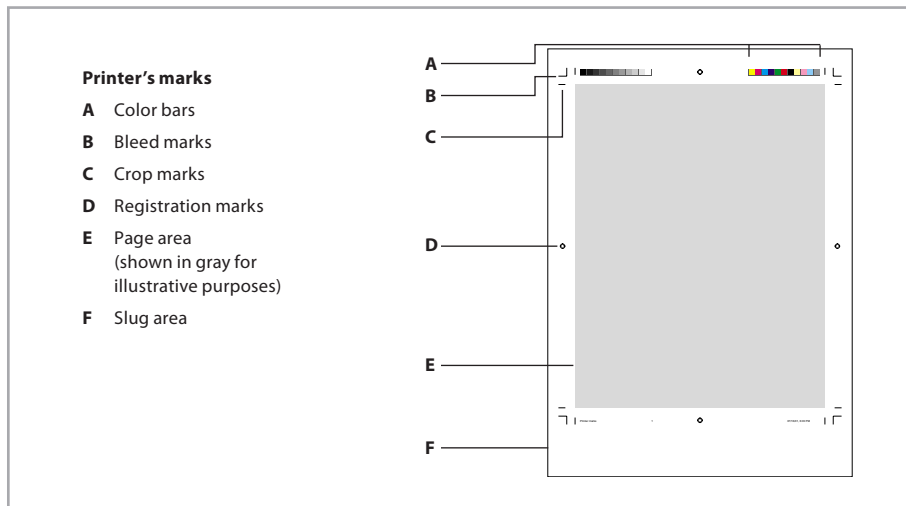 Printer’s marks
A Color bars
B Bleed marks
C Crop marks
D Registration marks
E Page area
(shown in gray for
illustrative purposes)
F Slug area
A
B
C
D
E
F